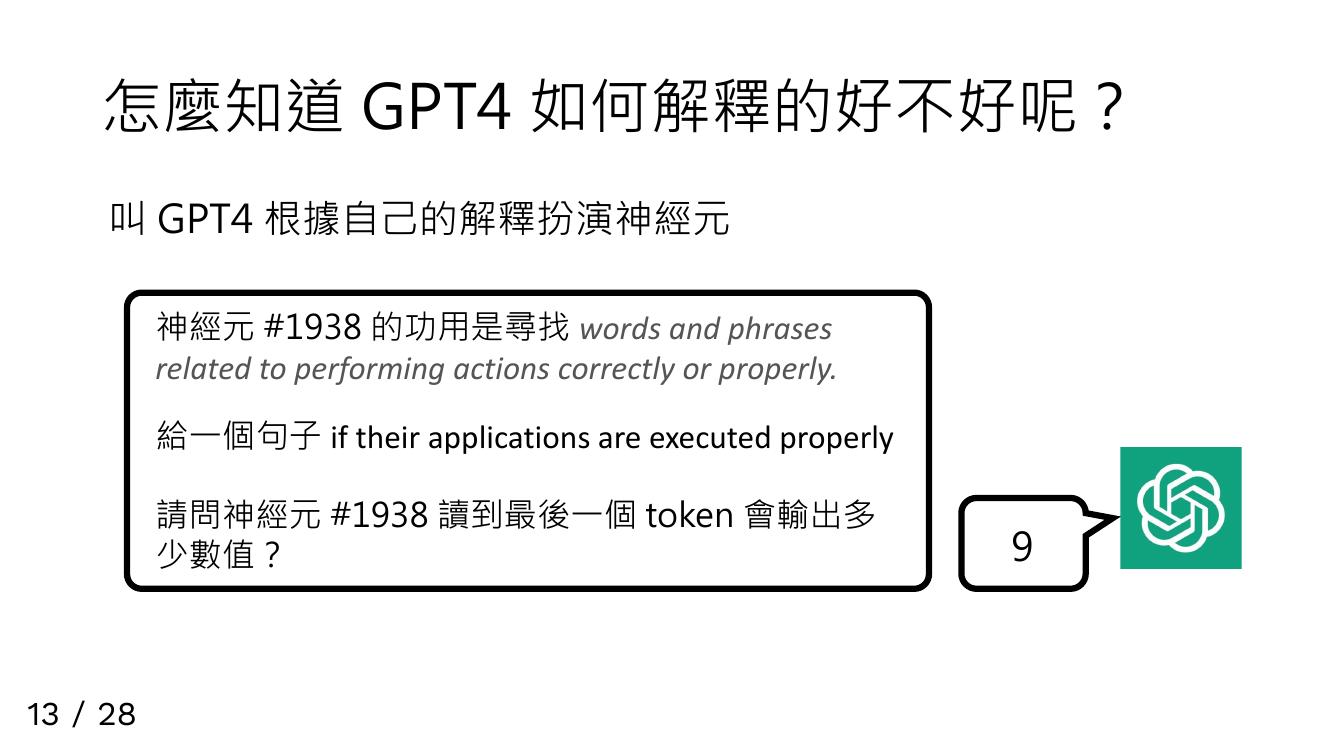 怎麼知道 GPT4 如何解釋的好不好呢？
叫 GPT4 根據自己的解釋扮演神經元
神經元 #1938 的功用是尋找 words and phrases
related to performing actions correctly or properly.
給一個句子 if their applications are executed properly
請問神經元 #1938 讀到最後一個 token 會輸出多
少數值？
9
13 / 28